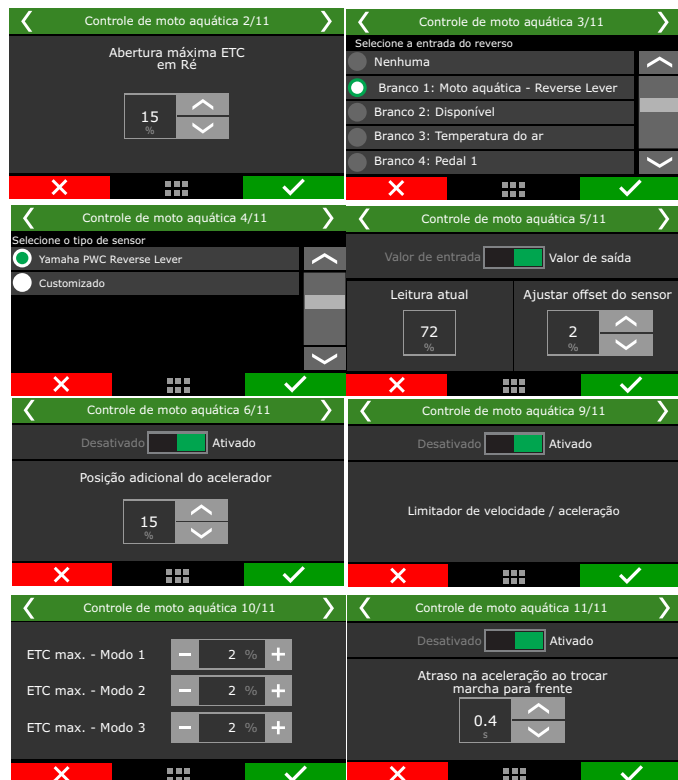 Controle de moto aquática 2/11
Abertura máxima ETC
em Ré
15
%
Controle de moto aquática 3/11
Selecione a entrada do reverso
Nenhuma
Branco 1: Moto aquática - Reverse Lever
Branco 2: Disponível
Branco 3: Temperatura do ar
Branco 4: Pedal 1
Controle de moto aquática 4/11
Selecione o tipo de sensor
Yamaha PWC Reverse Lever
Customizado
Controle de moto aquática 5/11
Valor de entrada Valor de saída
Leitura atual
72
%
Ajustar offset do sensor
2
%
Controle de moto aquática 6/11
Desativado Ativado
Posição adicional do acelerador
15
%
Controle de moto aquática 9/11
Desativado Ativado
Limitador de velocidade / aceleração
Controle de moto aquática 10/11
ETC max. - Modo 1 − 2 % +
ETC max. - Modo 2 − 2 % +
ETC max. - Modo 3 − 2 % +
Controle de moto aquática 11/11
Desativado Ativado
Atraso na aceleração ao trocar
marcha para frente
0.4
s